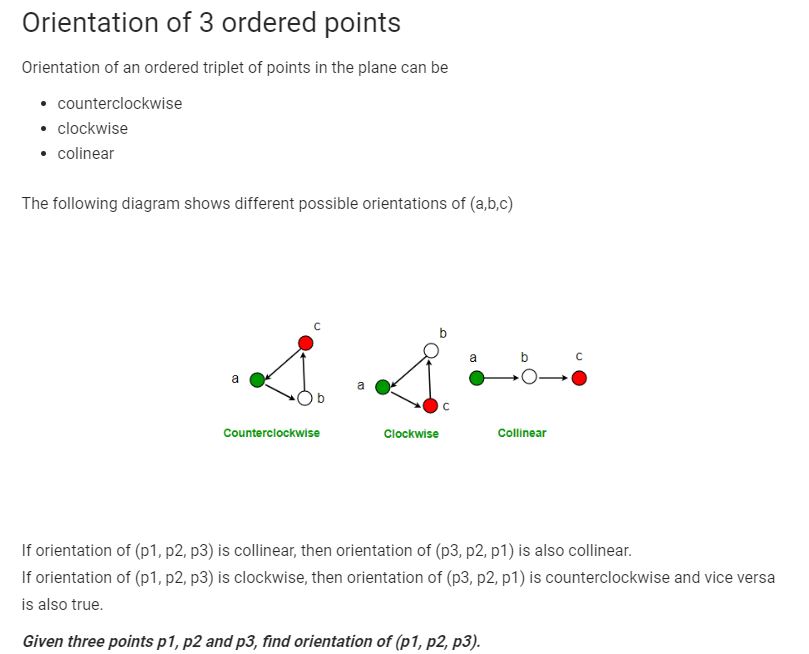 Orientation of 3 ordered points
Orientation of an ordered triplet of points in the plane can be
• counterclockwise
• clockwise
• colinear
The following diagram shows different possible orientations of (a,b,c)
c
a
b
Counterclockwise
b
a
c
Clockwise
a b c
Collinear
If orientation of (p1, p2, p3) is collinear, then orientation of (p3, p2, p1) is also collinear.
If orientation of (p1, p2, p3) is clockwise, then orientation of (p3, p2, p1) is counterclockwise and vice versa
is also true.
Given three points p1, p2 and p3, find orientation of (p1, p2, p3).